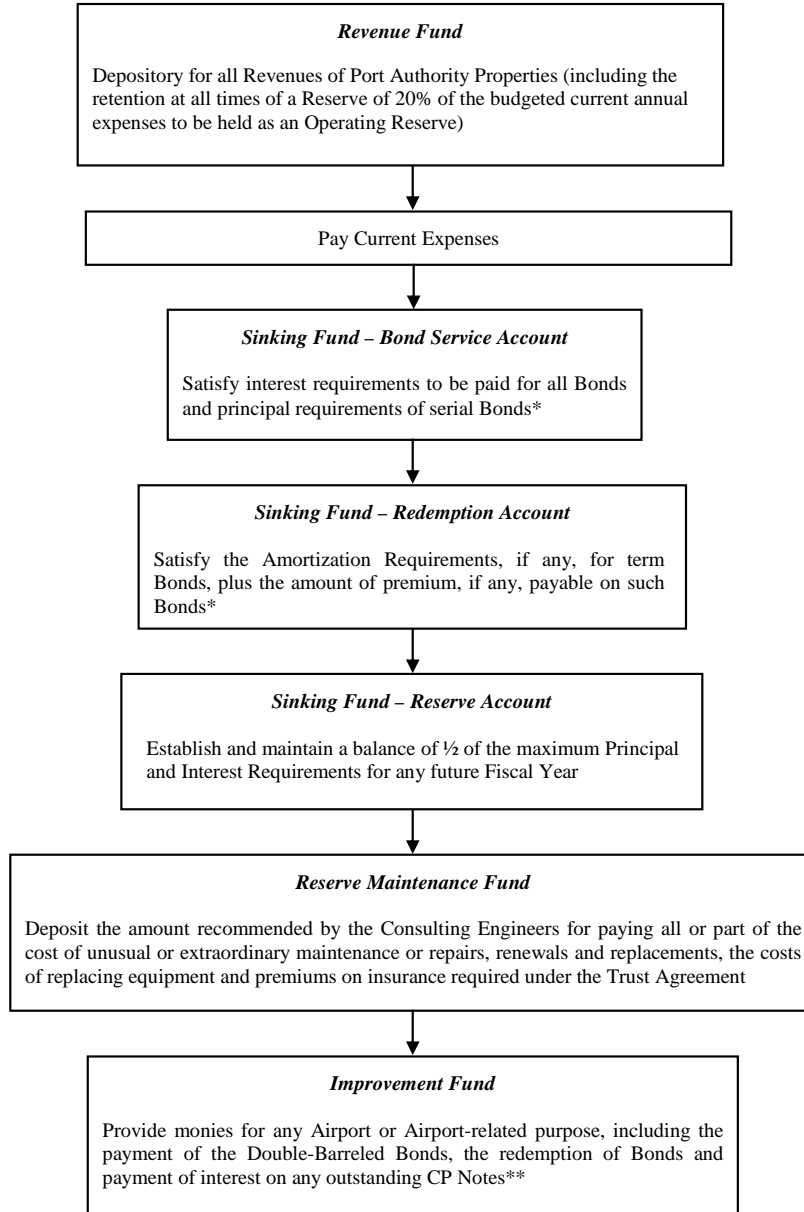 Revenue Fund
Depository for all Revenues of Port Authority Properties (including the
retention at all times of a Reserve of 20% of the budgeted current annual
expenses to be held as an Operating Reserve)
Pay Current Expenses
Sinking Fund – Bond Service Account
Satisfy interest requirements to be paid for all Bonds
and principal requirements of serial Bonds*
Sinking Fund – Redemption Account
Satisfy the Amortization Requirements, if any, for term
Bonds, plus the amount of premium, if any, payable on such
Bonds*
Sinking Fund – Reserve Account
Establish and maintain a balance of ½ of the maximum Principal
and Interest Requirements for any future Fiscal Year
Reserve Maintenance Fund
Deposit the amount recommended by the Consulting Engineers for paying all or part of the
cost of unusual or extraordinary maintenance or repairs, renewals and replacements, the costs
of replacing equipment and premiums on insurance required under the Trust Agreement
Improvement Fund
Provide monies for any Airport or Airport-related purpose, including the
payment of the Double-Barreled Bonds, the redemption of Bonds and
payment of interest on any outstanding CP Notes**